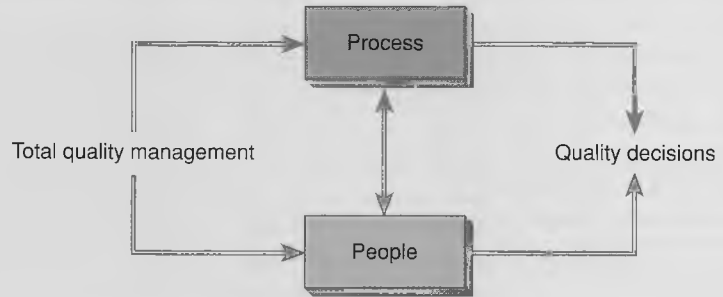 Process
Total quality management
Quality decisions
People